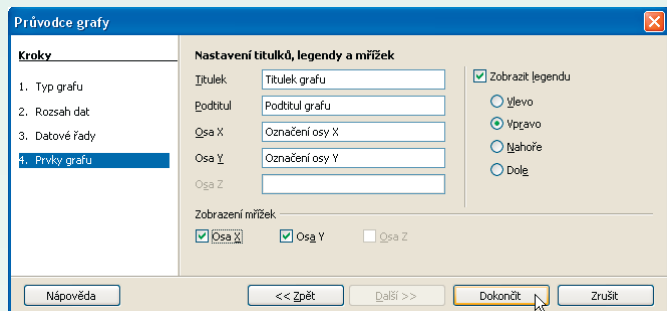 Průvodce grafy
Kroky
1. Typ grafu
2. Rozsah dat
3. Datové řady
4. Prvky grafu
Nastavení titulků, legendy a mřížek
Titulek Titulek grafu
Podtitul Podtitul grafu
Osa X Označení osy X
Osa Y Označení osy Y
Osa Z
Zobrazit legendu
Vlevo
Vpravo
Nahoře
Dole
Zobrazení mřížek
Osa X Osa Y Osa Z
Nápověda << Zpět Další >> Dokončit Zrušit